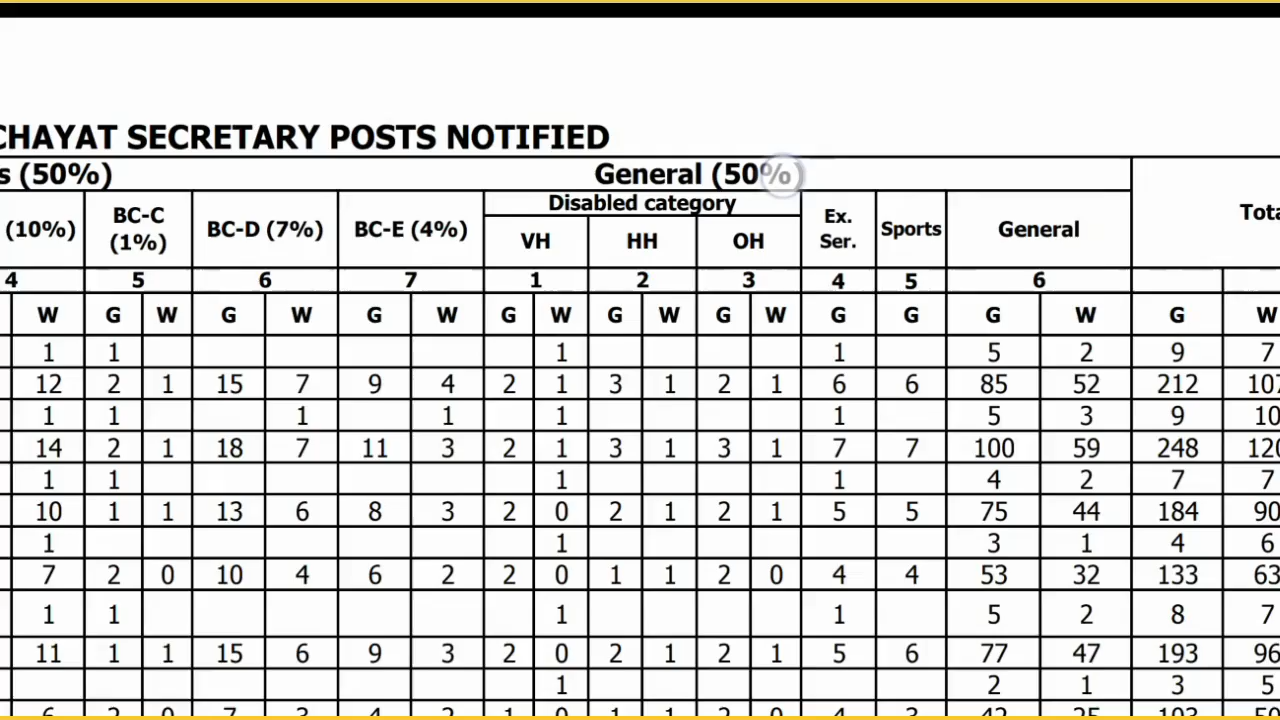 CHAYAT SECRETARY POSTS NOTIFIED
s (50%) General (50%)
Disabled category
(10%) BC-C (1%) BC-D (7%) BC-E (4%) VH HH OH Ex. Ser. Sports General
4 5 6 7 1 2 3 4 5 6
W G W G W G W G W G W G W G G G W G W
1 1 1 1 5 2 9 7
12 2 1 15 7 9 4 2 1 3 1 2 1 6 6 85 52 212
1 1 1 1 1 1 5 3 9 10
14 2 1 18 7 11 3 2 1 3 1 3 1 7 7 100 59 248
1 1 1 1 4 2 7 7
10 1 1 13 6 8 3 2 0 2 1 2 1 5 5 75 44 184 90
1 1 3 1 4 6
7 2 0 10 4 6 2 2 0 1 1 2 0 4 4 53 32 133 63
1 1 1 1 5 2 8 7
11 1 1 15 6 9 3 2 0 2 1 2 1 5 6 77 47 193 96
1 2 1 3 5